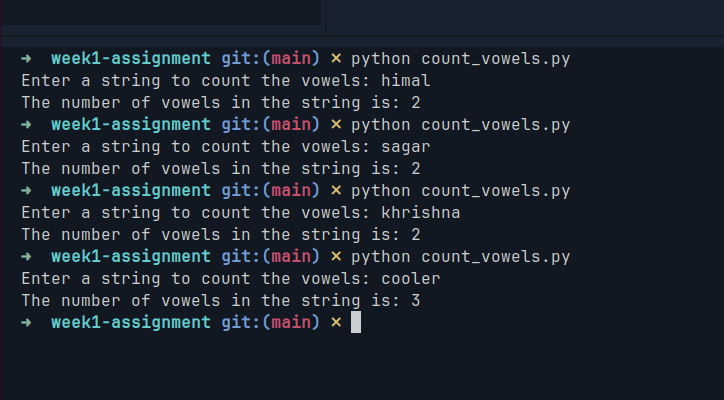 ➜  week1-assignment git:(main) ✗ python count_vowels.py
Enter a string to count the vowels: himal
The number of vowels in the string is: 2
➜  week1-assignment git:(main) ✗ python count_vowels.py
Enter a string to count the vowels: sagar
The number of vowels in the string is: 2
➜  week1-assignment git:(main) ✗ python count_vowels.py
Enter a string to count the vowels: khrishna
The number of vowels in the string is: 2
➜  week1-assignment git:(main) ✗ python count_vowels.py
Enter a string to count the vowels: cooler
The number of vowels in the string is: 3
➜  week1-assignment git:(main) ✗